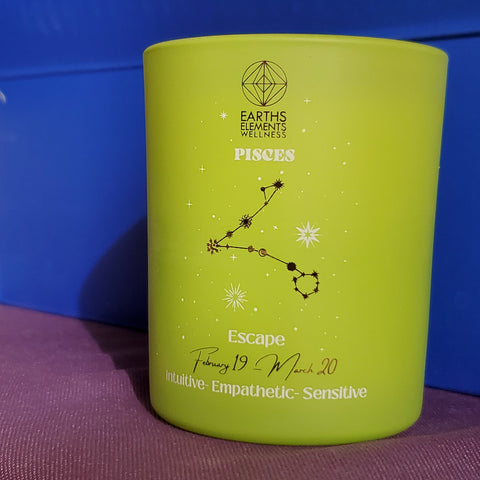 EARTHS
ELEMENTS
WELLNESS
PISCES
Escape
February 19 - March 20
Intuitive- Empathetic- Sensitive